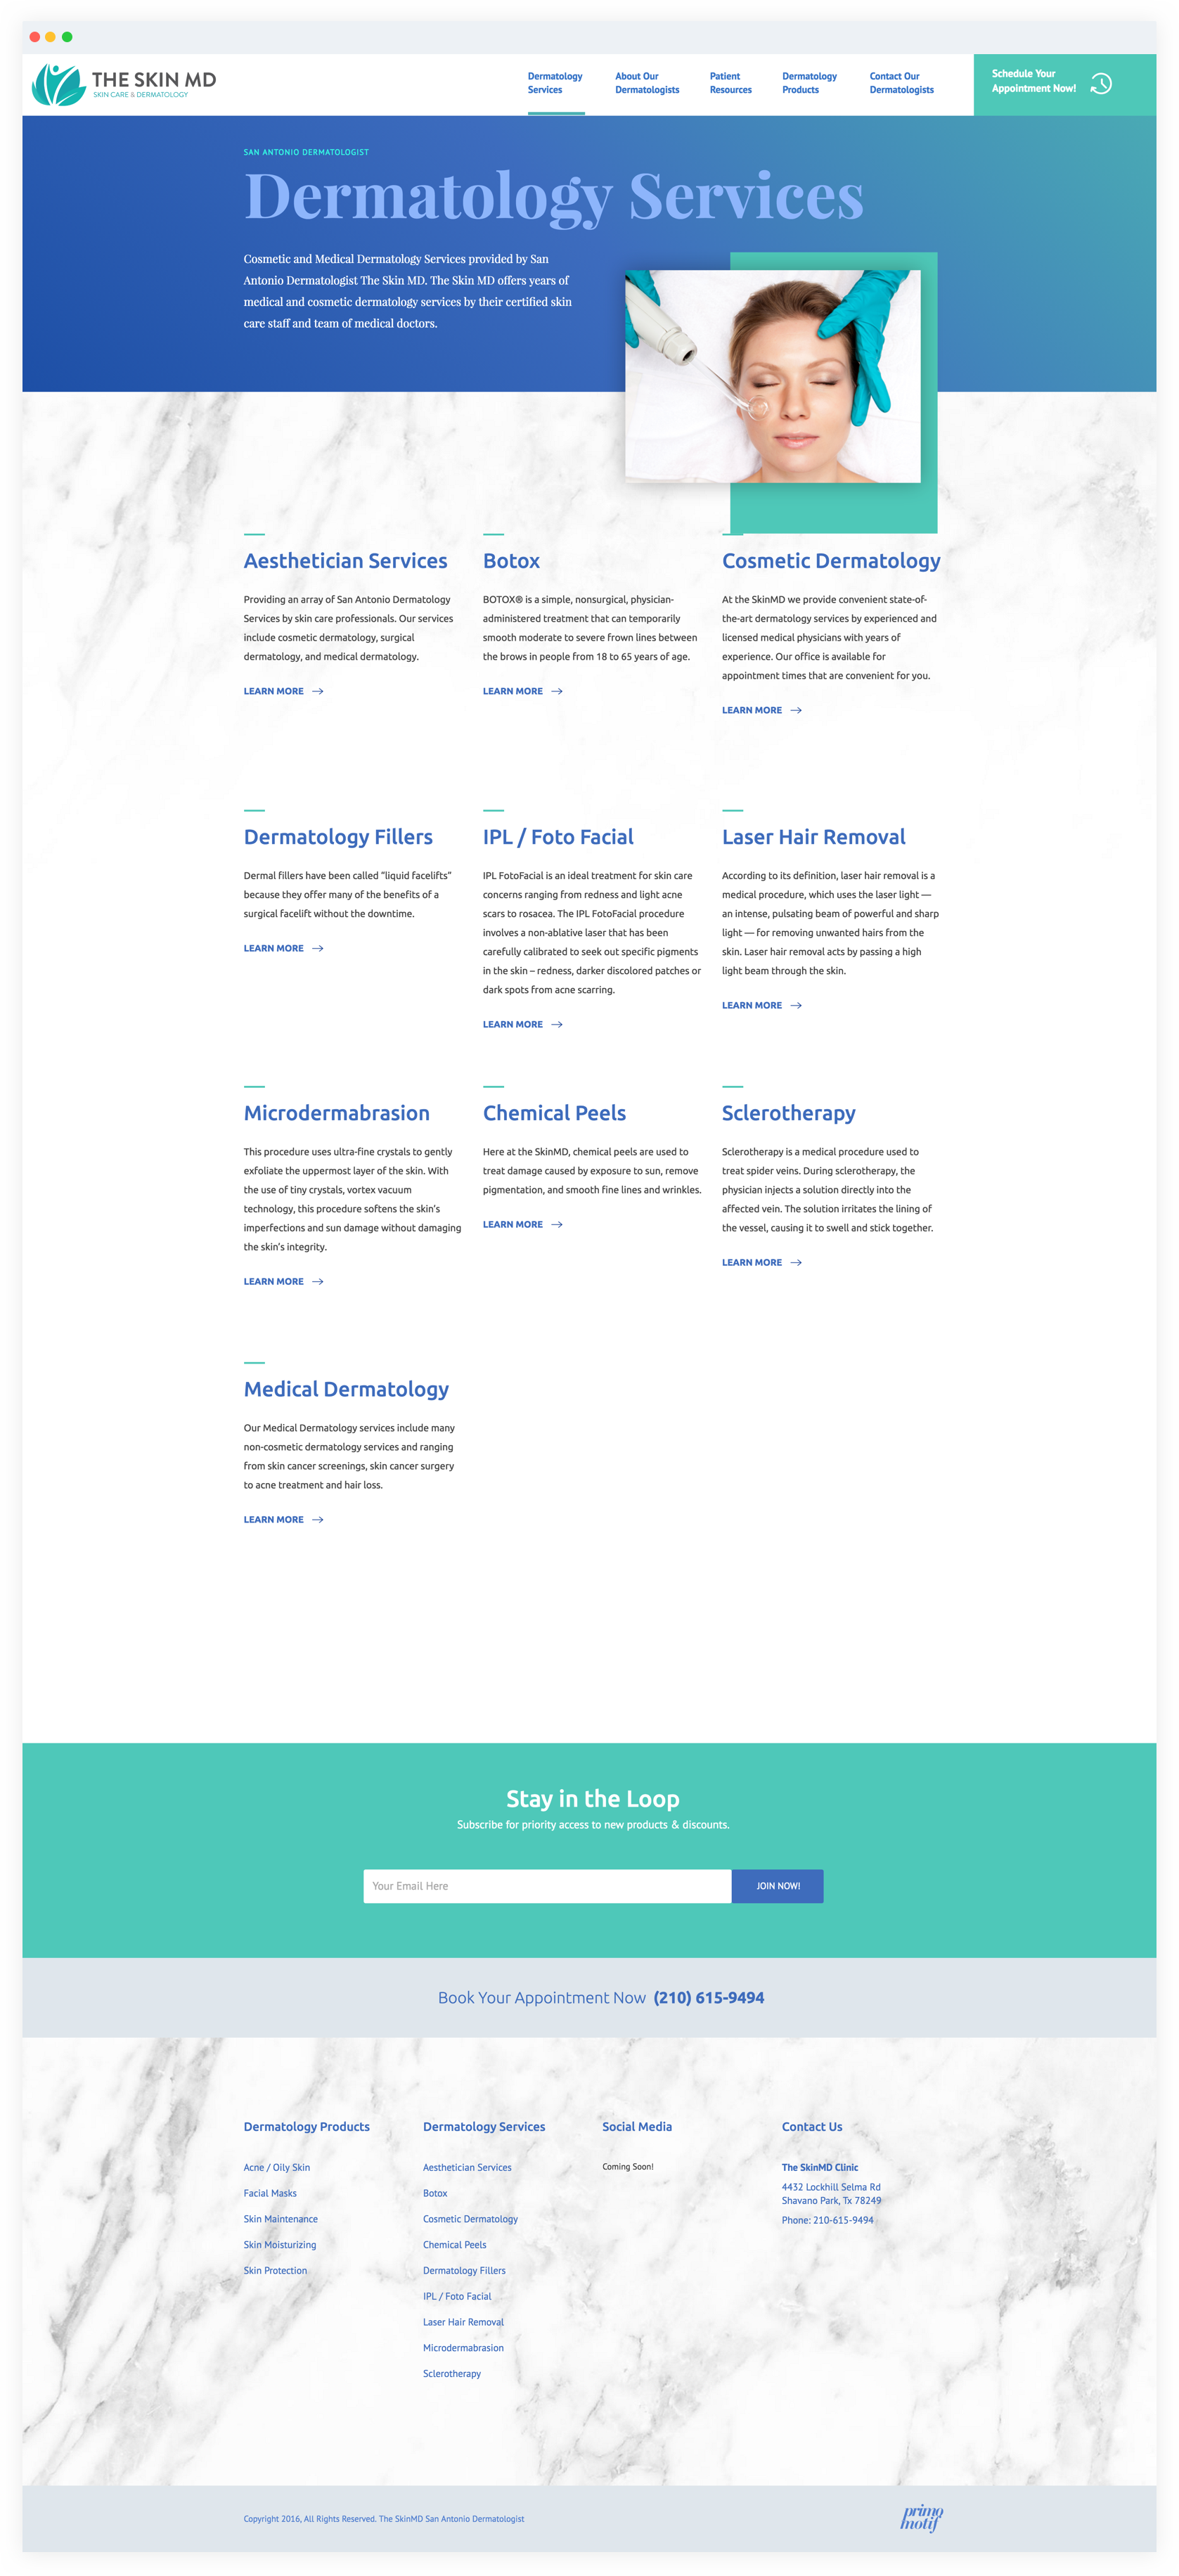 THE SKIN MD
SKIN CARE & DERMATOLOGY
Dermatology
Services
About Our
Dermatologists
Patient
Resources
Dermatology
Products
Contact Our
Dermatologists
Schedule Your
Appointment Now!
SAN ANTONIO DERMATOLOGIST
Dermatology Services
Cosmetic and Medical Dermatology Services provided by San
Antonio Dermatologist The Skin MD. The Skin MD offers years of
medical and cosmetic dermatology services by their certified skin
care staff and team of medical doctors.
Aesthetician Services
Providing an array of San Antonio Dermatology
Services by skin care professionals. Our services
include cosmetic dermatology, surgical
dermatology, and medical dermatology.
LEARN MORE
Botox
BOTOX® is a simple, nonsurgical, physician-
administered treatment that can temporarily
smooth moderate to severe frown lines between
the brows in people from 18 to 65 years of age.
LEARN MORE
Cosmetic Dermatology
At the SkinMD we provide convenient state-of-
the-art dermatology services by experienced and
licensed medical physicians with years of
experience. Our office is available for
appointment times that are convenient for you.
LEARN MORE
Dermatology Fillers
Dermal fillers have been called “liquid facelifts”
because they offer many of the benefits of a
surgical facelift without the downtime.
LEARN MORE
IPL / Foto Facial
IPL FotoFacial is an ideal treatment for skin care
concerns ranging from redness and light acne
scars to rosacea. The IPL FotoFacial procedure
involves a non-ablative laser that has been
carefully calibrated to seek out specific pigments
in the skin – redness, darker discolored patches or
dark spots from acne scarring.
LEARN MORE
Laser Hair Removal
According to its definition, laser hair removal is a
medical procedure, which uses the laser light —
an intense, pulsating beam of powerful and sharp
light — for removing unwanted hairs from the
skin. Laser hair removal acts by passing a high
light beam through the skin.
LEARN MORE
Microdermabrasion
This procedure uses ultra-fine crystals to gently
exfoliate the uppermost layer of the skin. With
the use of tiny crystals, vortex vacuum
technology, this procedure softens the skin’s
imperfections and sun damage without damaging
the skin’s integrity.
LEARN MORE
Chemical Peels
Here at the SkinMD, chemical peels are used to
treat damage caused by exposure to sun, remove
pigmentation, and smooth fine lines and wrinkles.
LEARN MORE
Sclerotherapy
Sclerotherapy is a medical procedure used to
treat spider veins. During sclerotherapy, the
physician injects a solution directly into the
affected vein. The solution irritates the lining of
the vessel, causing it to swell and stick together.
LEARN MORE
Medical Dermatology
Our Medical Dermatology services include many
non-cosmetic dermatology services and ranging
from skin cancer screenings, skin cancer surgery
to acne treatment and hair loss.
LEARN MORE
Stay in the Loop
Subscribe for priority access to new products & discounts.
Your Email Here
JOIN NOW!
Book Your Appointment Now (210) 615-9494
Dermatology Products
Acne / Oily Skin
Facial Masks
Skin Maintenance
Skin Moisturizing
Skin Protection
Dermatology Services
Aesthetician Services
Botox
Cosmetic Dermatology
Chemical Peels
Dermatology Fillers
IPL / Foto Facial
Laser Hair Removal
Microdermabrasion
Sclerotherapy
Social Media
Coming Soon!
Contact Us
The SkinMD Clinic
4432 Lockhill Selma Rd
Shavano Park, Tx 78249
Phone: 210-615-9494
Copyright 2016, All Rights Reserved. The SkinMD San Antonio Dermatologist
primo
motif